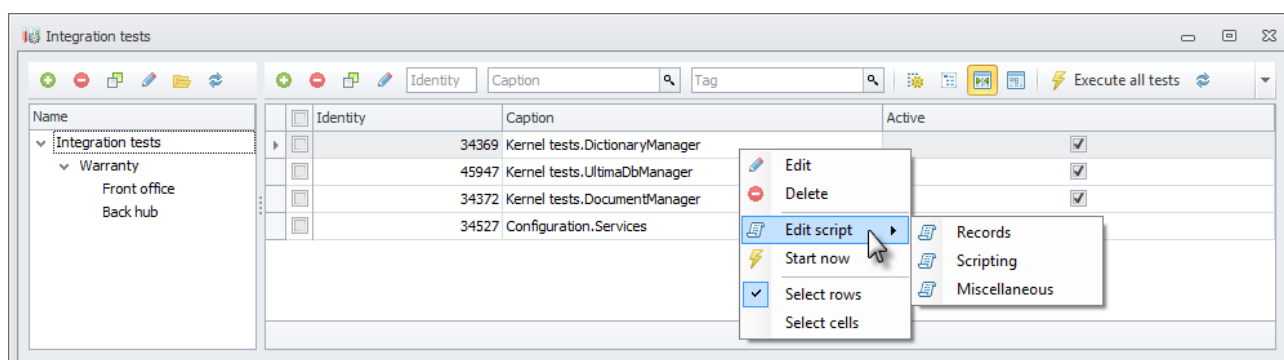 Integration tests
Identity Caption Tag Execute all tests
Name Identity Caption Active
Integration tests 34369 Kernel tests.DictionaryManager
Warranty 45947 Kernel tests.UltimaDbManager Edit
Front office 34372 Kernel tests.DocumentManager Delete
Back hub 34527 Configuration.Services Edit script Records
Start now Scripting
Select rows Miscellaneous
Select cells